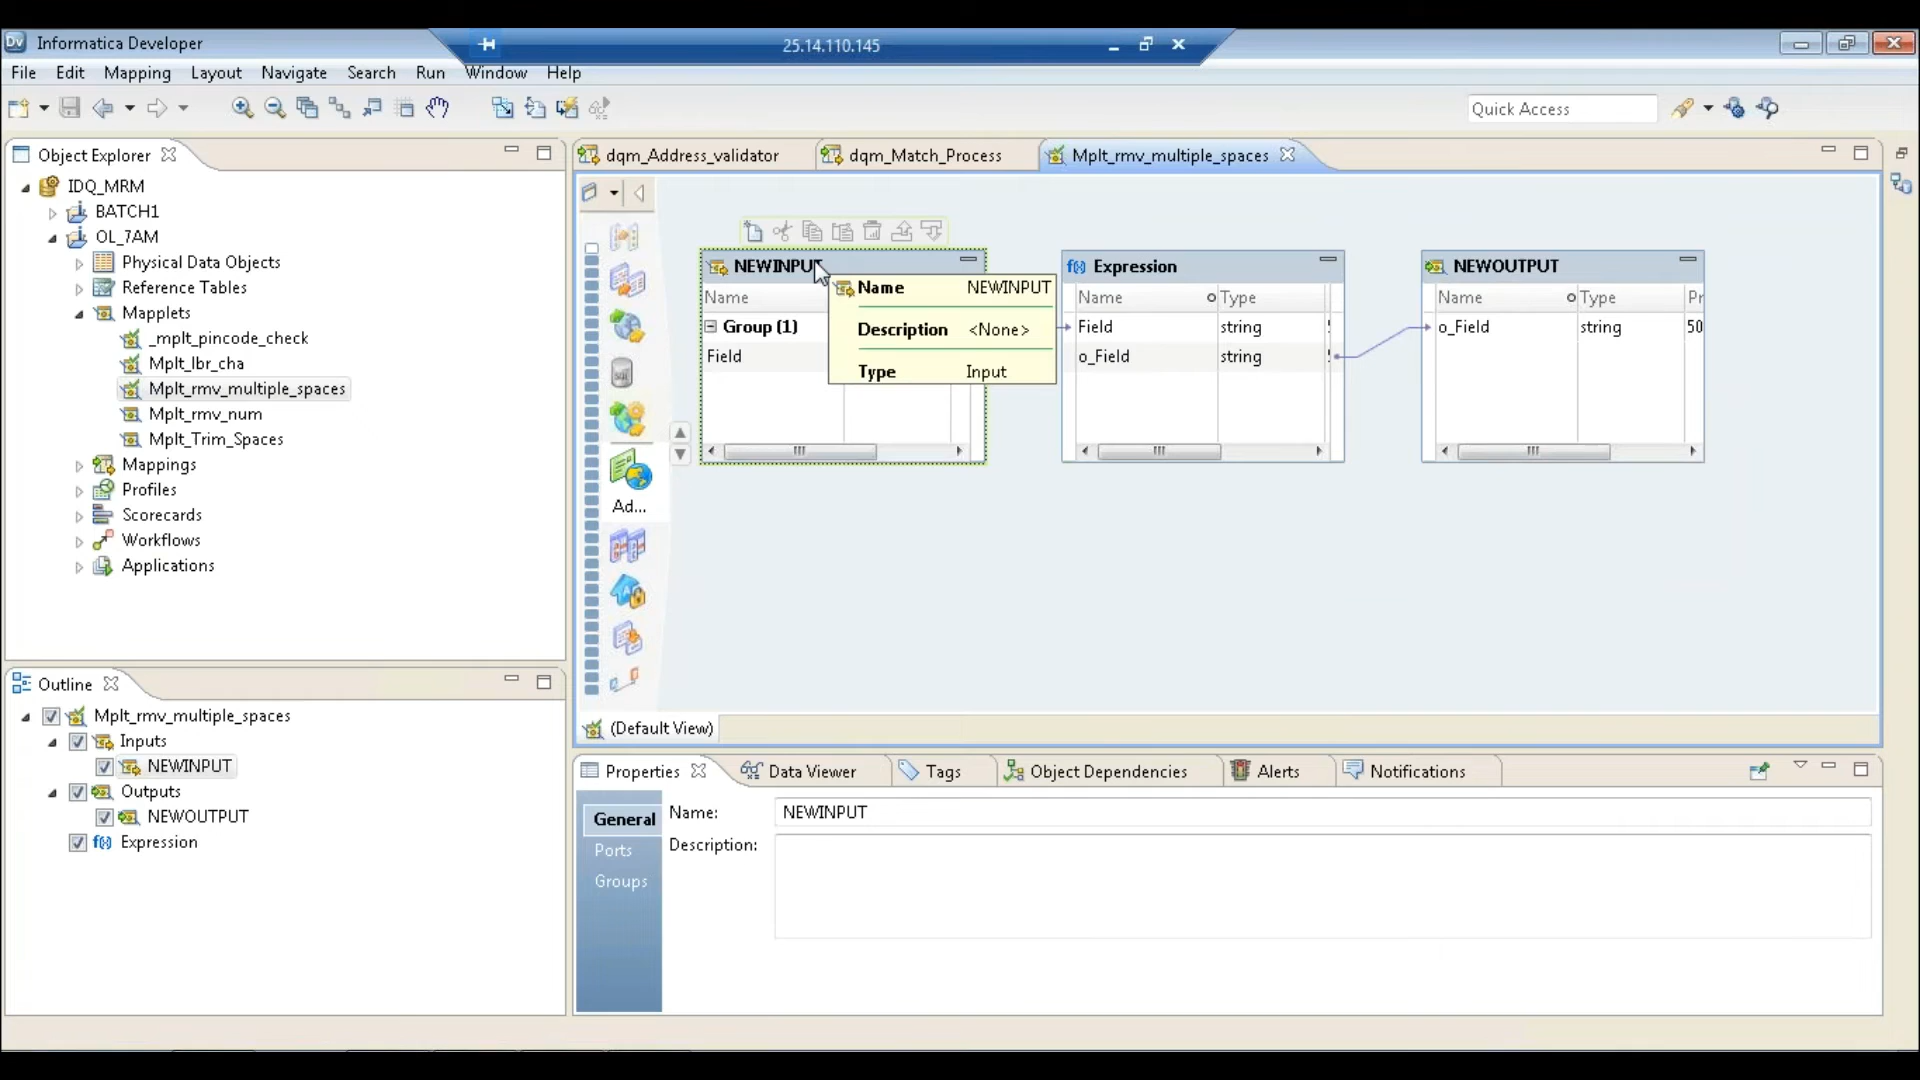 Informatica Developer
25.14.110.145
File Edit Mapping Layout Navigate Search Run Window Help
Quick Access
Object Explorer
IDQ_MRM
BATCH1
OL_7AM
Physical Data Objects
Reference Tables
Mapplets
_mplt_pincode_check
Mplt_lbr_cha
Mplt_rmv_multiple_spaces
Mplt_rmv_num
Mplt_Trim_Spaces
Mappings
Profiles
Scorecards
Workflows
Applications
dqm_Address_validator
dqm_Match_Process
Mplt_rmv_multiple_spaces
Ad...
NEWINPUT
Name
Group (1)
Field
Name NEWINPUT
Description <None>
Type Input
Expression
Name Type
Field string
o_Field string
NEWOUTPUT
Name Type Pr
o_Field string 50
(Default View)
Outline
Mplt_rmv_multiple_spaces
Inputs
NEWINPUT
Outputs
NEWOUTPUT
Expression
Properties
Data Viewer
Tags
Object Dependencies
Alerts
Notifications
General
Ports
Groups
Name: NEWINPUT
Description: